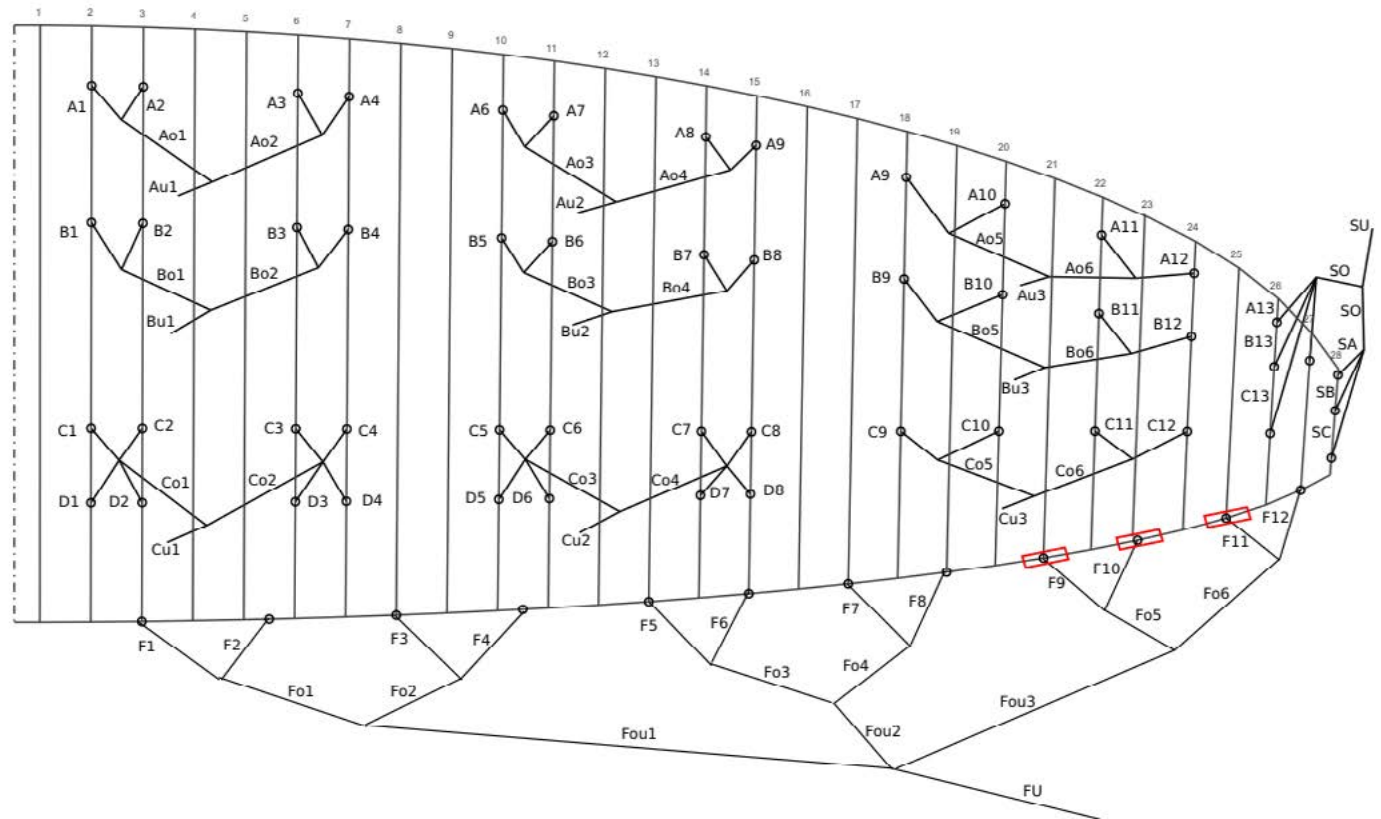 1 2 3 4 5 6 7 8 9 10 11 12 13 14 15 16 17 18 19 20 21 22 23 24 25 26 27 28
A1 A2 A3 A4 A6 A7 A8 A9 A9 A10 A11 A12 A13
Ao1 Ao2 Ao3 Ao4 Ao5 Ao6
Au1 Au2 Au3
B1 B2 B3 B4 B5 B6 B7 B8 B9 B10 B11 B12 B13
Bo1 Bo2 Bo3 Bo4 Bo5 Bo6
Bu1 Bu2 Bu3
C1 C2 C3 C4 C5 C6 C7 C8 C9 C10 C11 C12 C13
Co1 Co2 Co3 Co4 Co5 Co6
D1 D2 D3 D4 D5 D6 D7 D8
Cu1 Cu2 Cu3
SU
SO
SO
SA
SB
SC
F1 F2 F3 F4 F5 F6 F7 F8 F9 F10 F11 F12
Fo1 Fo2 Fo3 Fo4 Fo5 Fo6
Fou1 Fou2 Fou3
FU